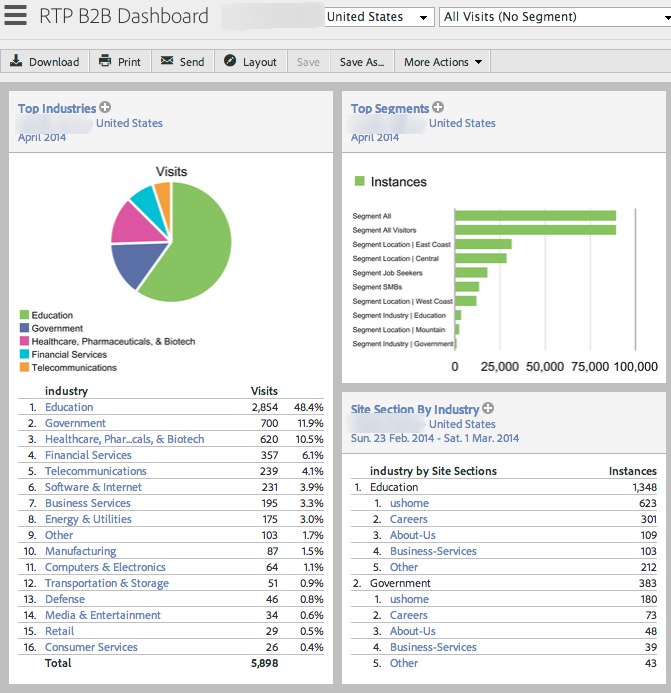 RTP B2B Dashboard United States All Visits (No Segment)
Download Print Send Layout Save Save As... More Actions
Top Industries
United States
April 2014
Visits
Education
Government
Healthcare, Pharmaceuticals, & Biotech
Financial Services
Telecommunications
industry Visits
1. Education 2,854 48.4%
2. Government 700 11.9%
3. Healthcare, Phar...cals, & Biotech 620 10.5%
4. Financial Services 357 6.1%
5. Telecommunications 239 4.1%
6. Software & Internet 231 3.9%
7. Business Services 195 3.3%
8. Energy & Utilities 175 3.0%
9. Other 103 1.7%
10. Manufacturing 87 1.5%
11. Computers & Electronics 64 1.1%
12. Transportation & Storage 51 0.9%
13. Defense 46 0.8%
14. Media & Entertainment 34 0.6%
15. Retail 29 0.5%
16. Consumer Services 26 0.4%
Total 5,898
Top Segments
United States
April 2014
Instances
Segment All
Segment All Visitors
Segment Location | East Coast
Segment Location | Central
Segment Job Seekers
Segment SMBs
Segment Location | West Coast
Segment Industry | Education
Segment Location | Mountain
Segment Industry | Government
0 25,000 50,000 75,000 100,000
Site Section By Industry
United States
Sun. 23 Feb. 2014 - Sat. 1 Mar. 2014
industry by Site Sections Instances
1. Education 1,348
1. ushome 623
2. Careers 301
3. About-Us 109
4. Business-Services 103
5. Other 212
2. Government 383
1. ushome 180
2. Careers 73
3. About-Us 48
4. Business-Services 39
5. Other 43